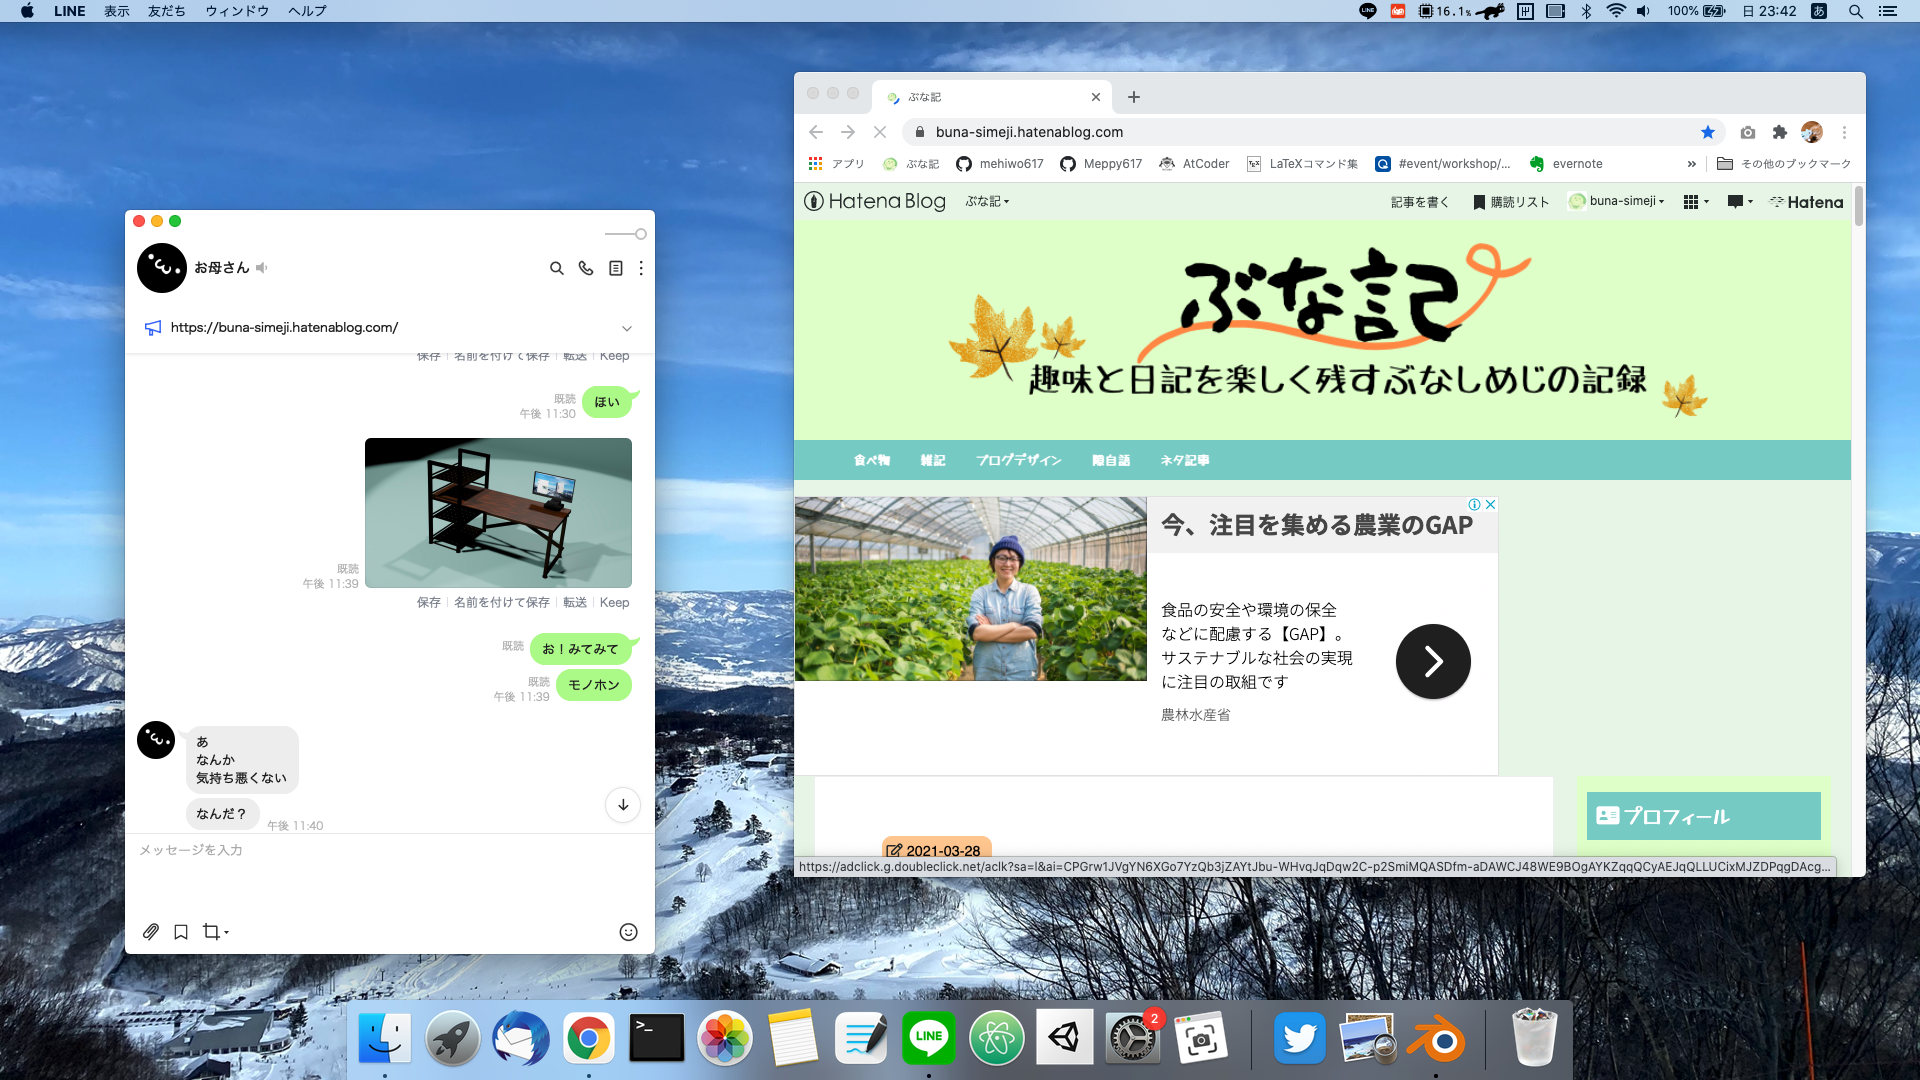 LINE 表示 友だち ウィンドウ ヘルプ
16.1% 100% 日 23:42 あ
お母さん
https://buna-simeji.hatenablog.com/
保存 名前を付けて保存 転送 Keep
既読
午後 11:30
ほい
既読
午後 11:39
保存 名前を付けて保存 転送 Keep
既読
お！みてみて
既読
午後 11:39
モノホン
あ
なんか
気持ち悪くない
なんだ？
午後 11:40
メッセージを入力
ぶな記
buna-simeji.hatenablog.com
アプリ ぶな記 mehiwo617 Meppy617 AtCoder LaTeXコマンド集 #event/workshop/... evernote » その他のブックマーク
Hatena Blog ぶな記 記事を書く 購読リスト buna-simeji Hatena
ぶな記
趣味と日記を楽しく残すぶなしめじの記録
食べ物 雑記 ブログデザイン 陸自語 ネタ記事
今、注目を集める農業のGAP
食品の安全や環境の保全
などに配慮する【GAP】。
サステナブルな社会の実現
に注目の取組です
農林水産省
プロフィール
2021-03-28
https://adclick.g.doubleclick.net/aclk?sa=l&ai=CPGrw1JVgYN6XGo7YzQb3jZAYtJbu-WHvqJqDqw2C-p2SmiMQASDfm-aDAWCJ48WE9BOgAYKZqqQCyAEJqQLLUCixMJZDPqgDAcg...
LINE
2